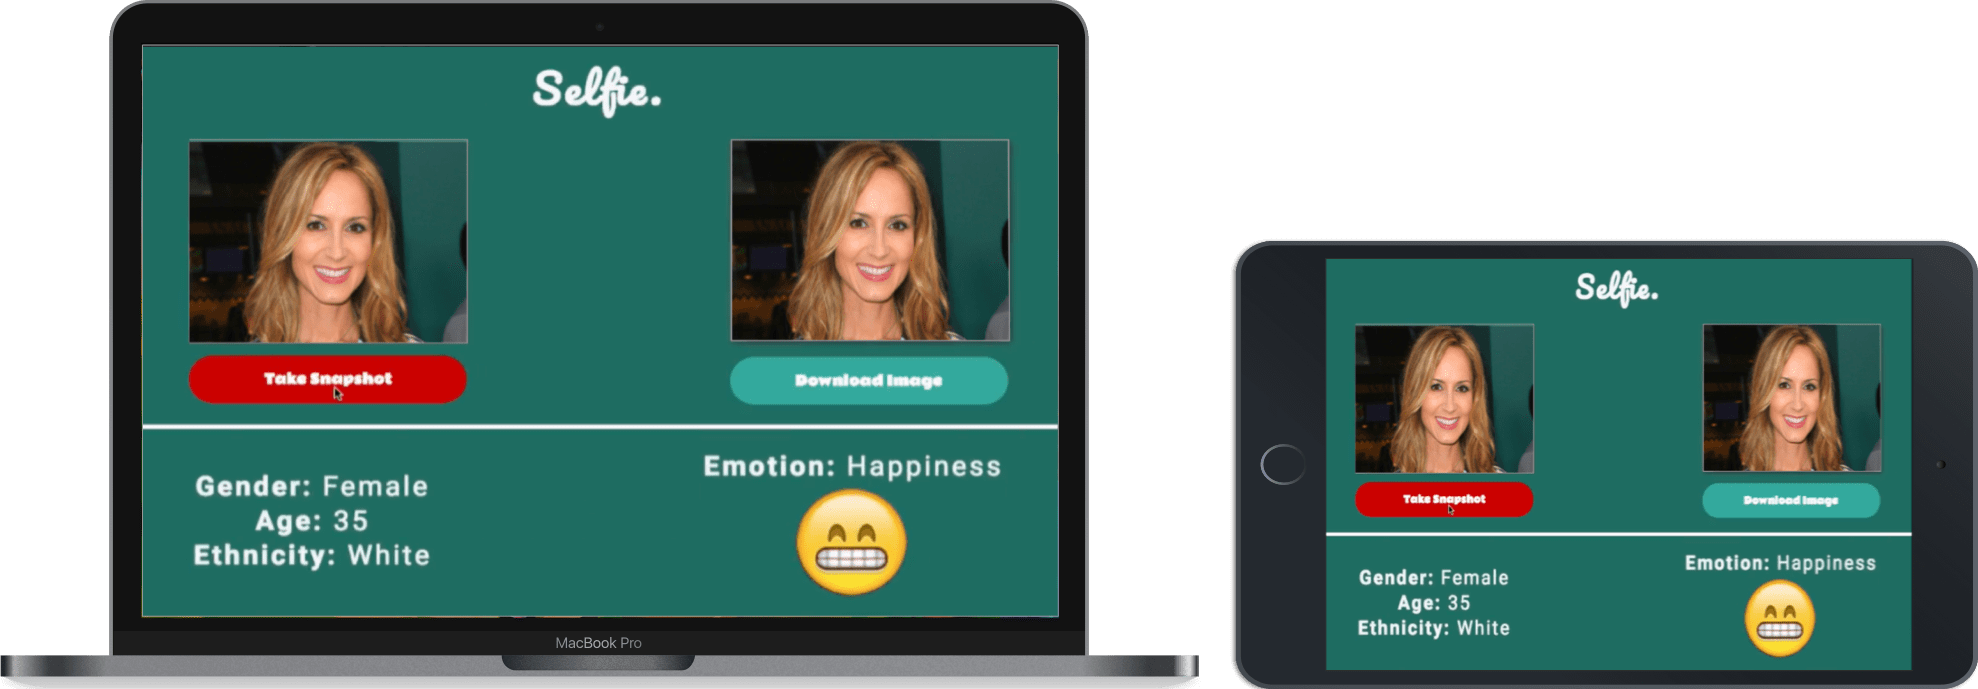 Selfie.
Take Snapshot
Download Image
Gender: Female
Age: 35
Ethnicity: White
Emotion: Happiness
MacBook Pro
Selfie.
Take Snapshot
Download Image
Gender: Female
Age: 35
Ethnicity: White
Emotion: Happiness